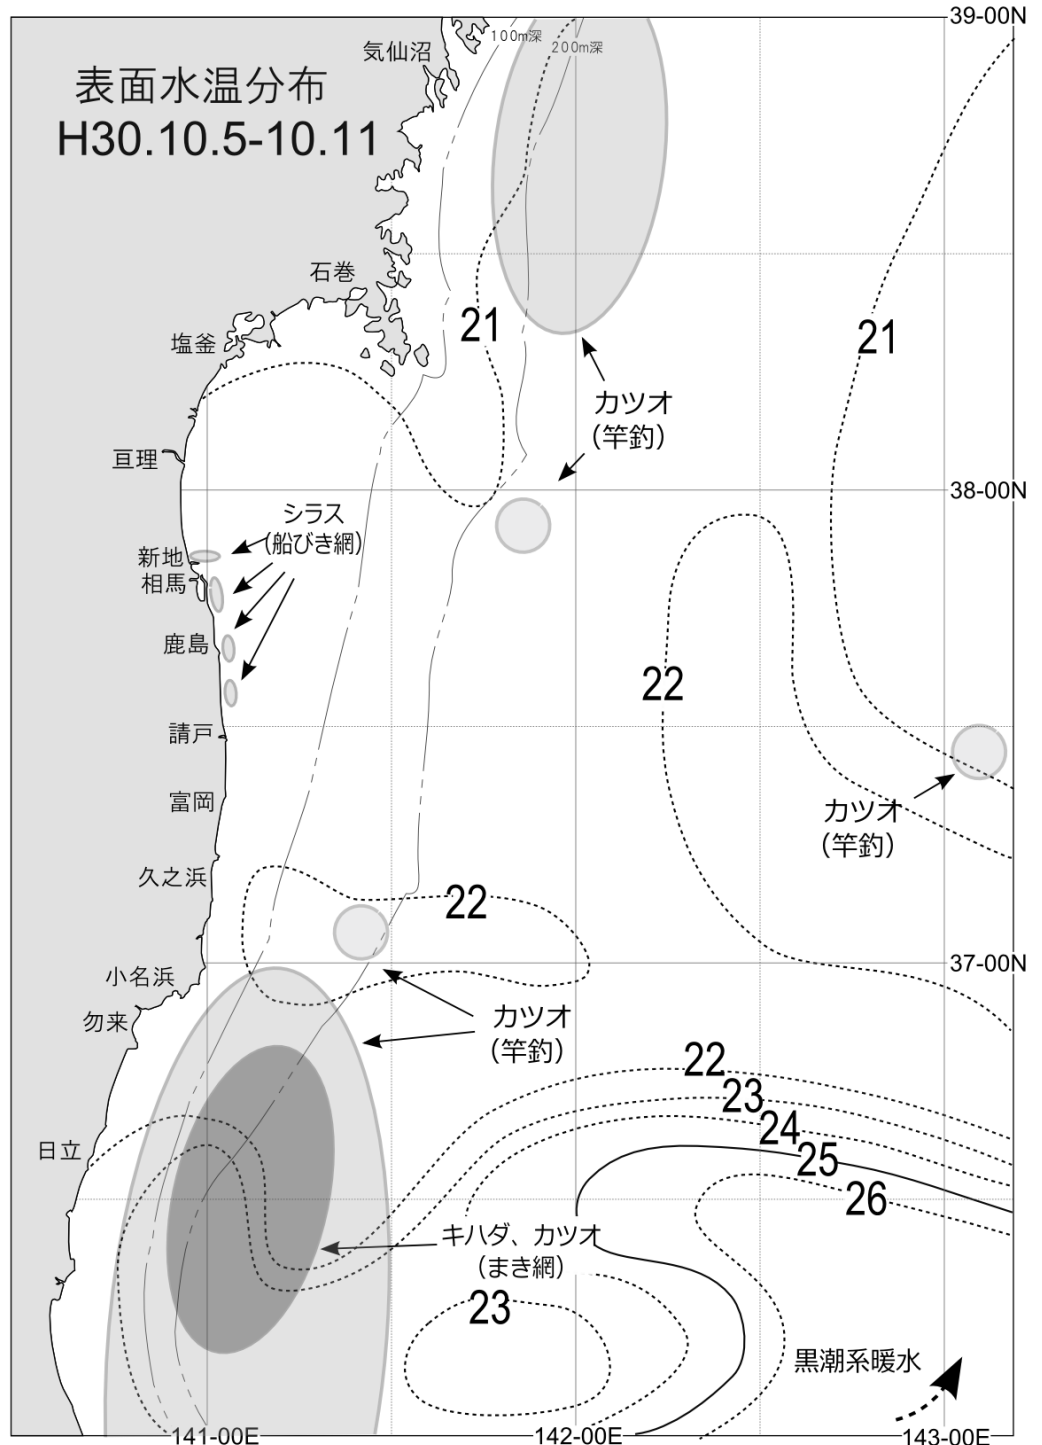 39-00N
100m深
200m深
気仙沼
表面水温分布
H30.10.5-10.11
石巻
21
21
塩釜
カツオ
(竿釣)
亘理
38-00N
シラス
(船びき網)
新地
相馬
鹿島
22
請戸
富岡
カツオ
(竿釣)
久之浜
22
37-00N
小名浜
勿来
カツオ
(竿釣)
22
23
24
日立
25
26
キハダ、カツオ
(まき網)
23
黒潮系暖水
141-00E
142-00E
143-00E